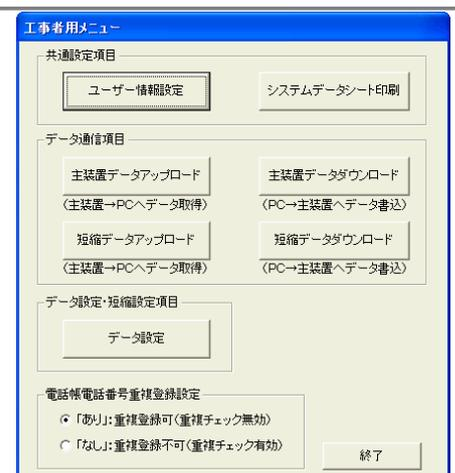 工事者用メニュー
共通設定項目
ユーザー情報設定
システムデータシート印刷
データ通信項目
主装置データアップロード
主装置データダウンロード
(主装置→PCへデータ取得)
(PC→主装置へデータ書込)
短縮データアップロード
短縮データダウンロード
(主装置→PCへデータ取得)
(PC→主装置へデータ書込)
データ設定・短縮設定項目
データ設定
電話帳電話番号重複登録設定
「あり」:重複登録可(重複チェック無効)
「なし」:重複登録不可(重複チェック有効)
終了